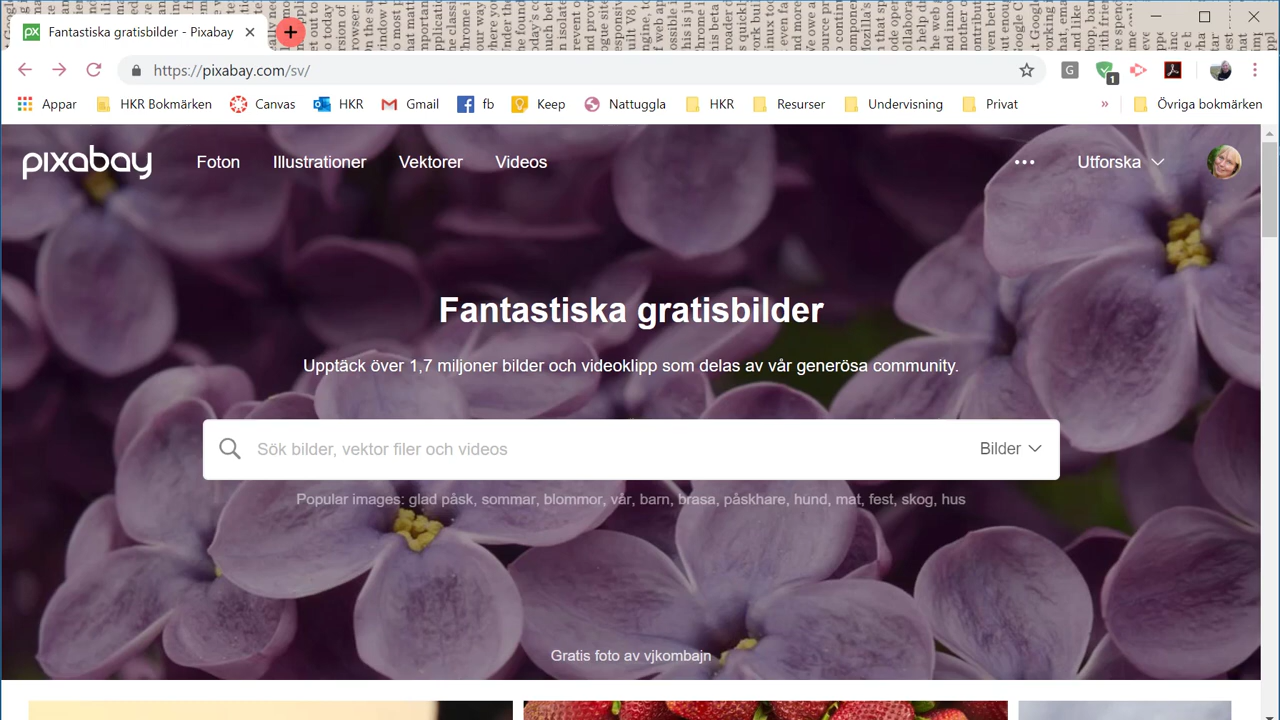 Fantastiska gratisbilder - Pixabay
https://pixabay.com/sv/
G
1
Appar HKR Bokmärken Canvas HKR Gmail fb Keep Nattuggla HKR Resurser Undervisning Privat » Övriga bokmärken
pixabay Foton Illustrationer Vektorer Videos ••• Utforska
Fantastiska gratisbilder
Upptäck över 1,7 miljoner bilder och videoklipp som delas av vår generösa community.
Sök bilder, vektor filer och videos Bilder
Popular images: glad påsk, sommar, blommor, vår, barn, brasa, påskhare, hund, mat, fest, skog, hus
Gratis foto av vjkombajn